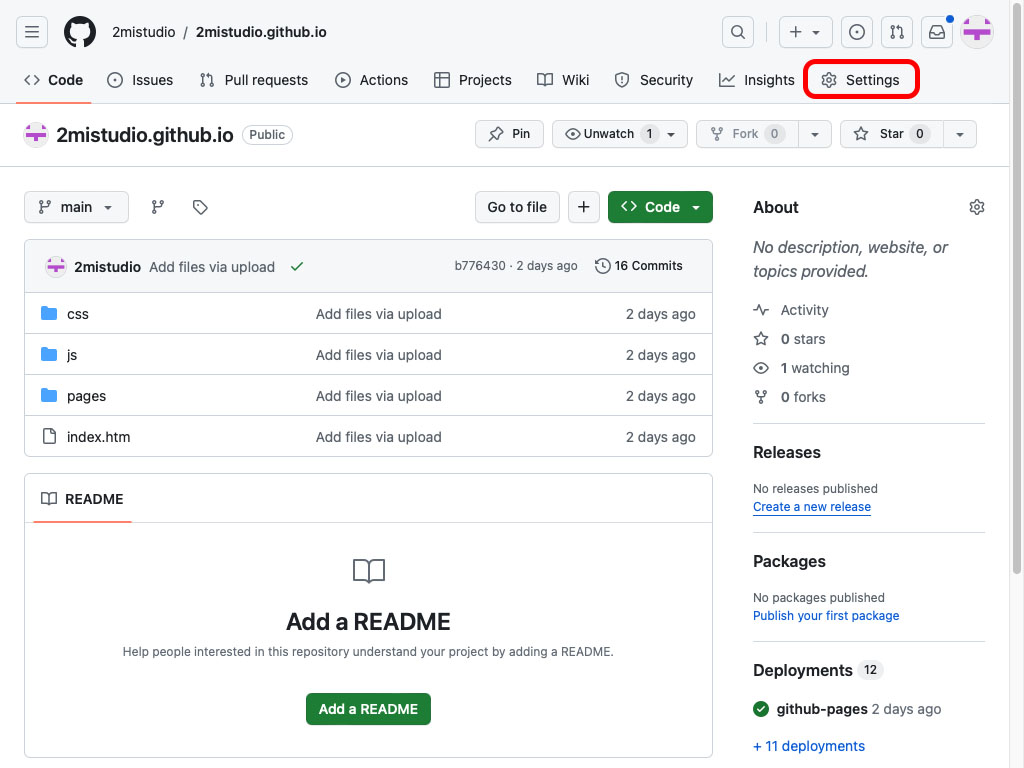 2mistudio / 2mistudio.github.io
Code Issues Pull requests Actions Projects Wiki Security Insights Settings
2mistudio.github.io Public Pin Unwatch 1 Fork 0 Star 0
main Go to file Code
2mistudio Add files via upload b776430 · 2 days ago 16 Commits
css Add files via upload 2 days ago
js Add files via upload 2 days ago
pages Add files via upload 2 days ago
index.htm Add files via upload 2 days ago
README
Add a README
Help people interested in this repository understand your project by adding a README.
Add a README
About
No description, website, or
topics provided.
Activity
0 stars
1 watching
0 forks
Releases
No releases published
Create a new release
Packages
No packages published
Publish your first package
Deployments 12
github-pages 2 days ago
+ 11 deployments